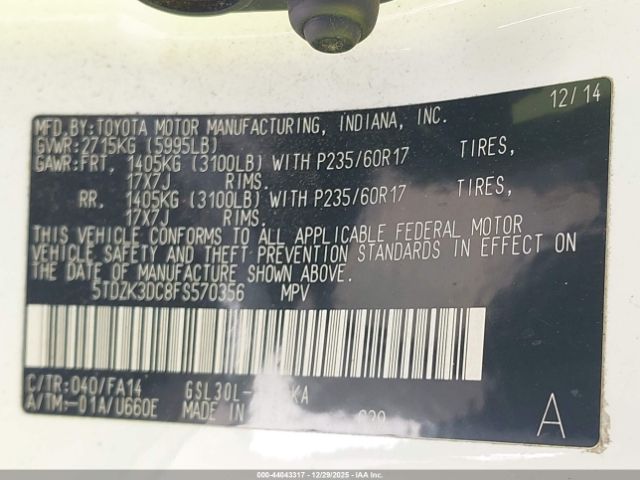 12/14
MFD.BY:TOYOTA MOTOR MANUFACTURING, INDIANA, INC.
GVWR:2715KG (5995LB)
GAWR:FRT, 1405KG (3100LB) WITH P235/60R17 TIRES,
17X7J RIMS.
RR, 1405KG (3100LB) WITH P235/60R17 TIRES,
17X7J RIMS.
THIS VEHICLE CONFORMS TO ALL APPLICABLE FEDERAL MOTOR
VEHICLE SAFETY AND THEFT PREVENTION STANDARDS IN EFFECT ON
THE DATE OF MANUFACTURE SHOWN ABOVE.
5TDZK3DC8FS570356 MPV
C/TR:040/FA14 GSL30L- KA
A/TM:-01A/U660E MADE IN
A
000-44043317 - 12/29/2025 - IAAI.com